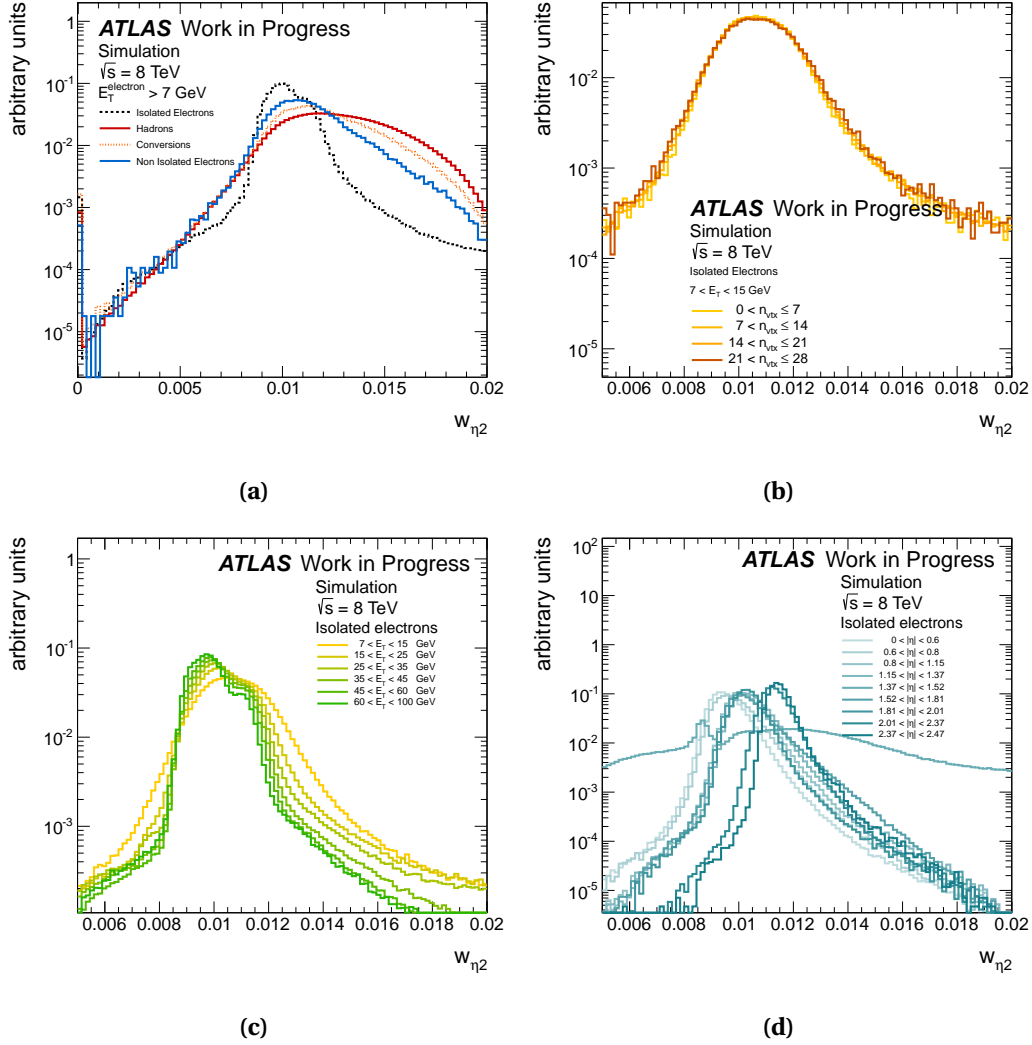 arbitrary units
1
10⁻¹
10⁻²
10⁻³
10⁻⁴
10⁻⁵
ATLAS Work in Progress
Simulation
√s = 8 TeV
E_T^electron > 7 GeV
Isolated Electrons
Hadrons
Conversions
Non Isolated Electrons
0 0.005 0.01 0.015 0.02
w_η2
(a)
arbitrary units
10⁻²
10⁻³
10⁻⁴
10⁻⁵
ATLAS Work in Progress
Simulation
√s = 8 TeV
Isolated Electrons
7 < E_T < 15 GeV
0 < n_vtx ≤ 7
7 < n_vtx ≤ 14
14 < n_vtx ≤ 21
21 < n_vtx ≤ 28
0.006 0.008 0.01 0.012 0.014 0.016 0.018 0.02
w_η2
(b)
arbitrary units
1
10⁻¹
10⁻²
10⁻³
ATLAS Work in Progress
Simulation
√s = 8 TeV
Isolated electrons
7 < E_T < 15 GeV
15 < E_T < 25 GeV
25 < E_T < 35 GeV
35 < E_T < 45 GeV
45 < E_T < 60 GeV
60 < E_T < 100 GeV
0.006 0.008 0.01 0.012 0.014 0.016 0.018 0.02
w_η2
(c)
arbitrary units
10²
10
1
10⁻¹
10⁻²
10⁻³
10⁻⁴
10⁻⁵
ATLAS Work in Progress
Simulation
√s = 8 TeV
Isolated electrons
0 < |η| < 0.6
0.6 < |η| < 0.8
0.8 < |η| < 1.15
1.15 < |η| < 1.37
1.37 < |η| < 1.52
1.52 < |η| < 1.81
1.81 < |η| < 2.01
2.01 < |η| < 2.37
2.37 < |η| < 2.47
0.006 0.008 0.01 0.012 0.014 0.016 0.018 0.02
w_η2
(d)